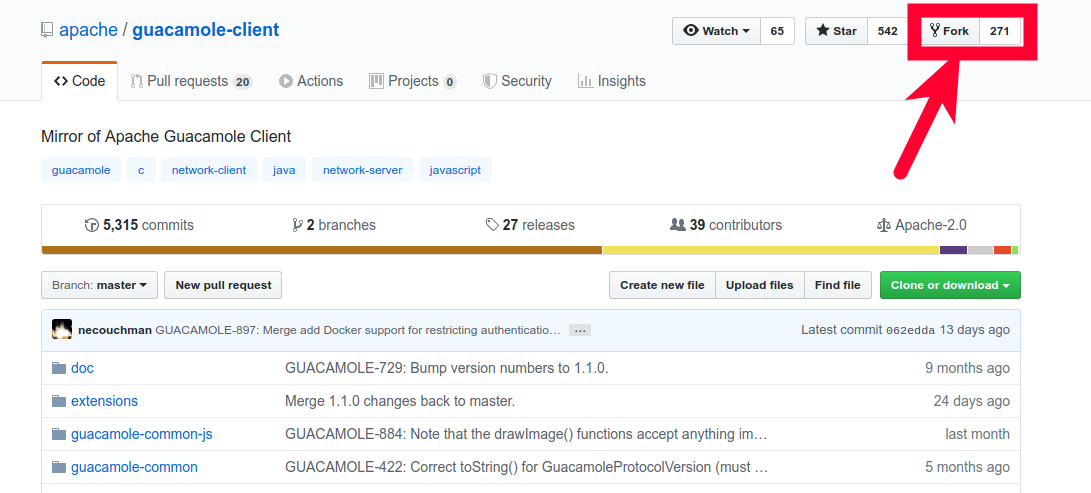 apache / guacamole-client
Watch 65 Star 542 Fork 271
Code Pull requests 20 Actions Projects 0 Security Insights
Mirror of Apache Guacamole Client
guacamole c network-client java network-server javascript
5,315 commits 2 branches 27 releases 39 contributors Apache-2.0
Branch: master New pull request Create new file Upload files Find file Clone or download
necouchman GUACAMOLE-897: Merge add Docker support for restricting authenticatio… … Latest commit 062edda 13 days ago
doc GUACAMOLE-729: Bump version numbers to 1.1.0. 9 months ago
extensions Merge 1.1.0 changes back to master. 24 days ago
guacamole-common-js GUACAMOLE-884: Note that the drawImage() functions accept anything im… last month
guacamole-common GUACAMOLE-422: Correct toString() for GuacamoleProtocolVersion (must … 5 months ago